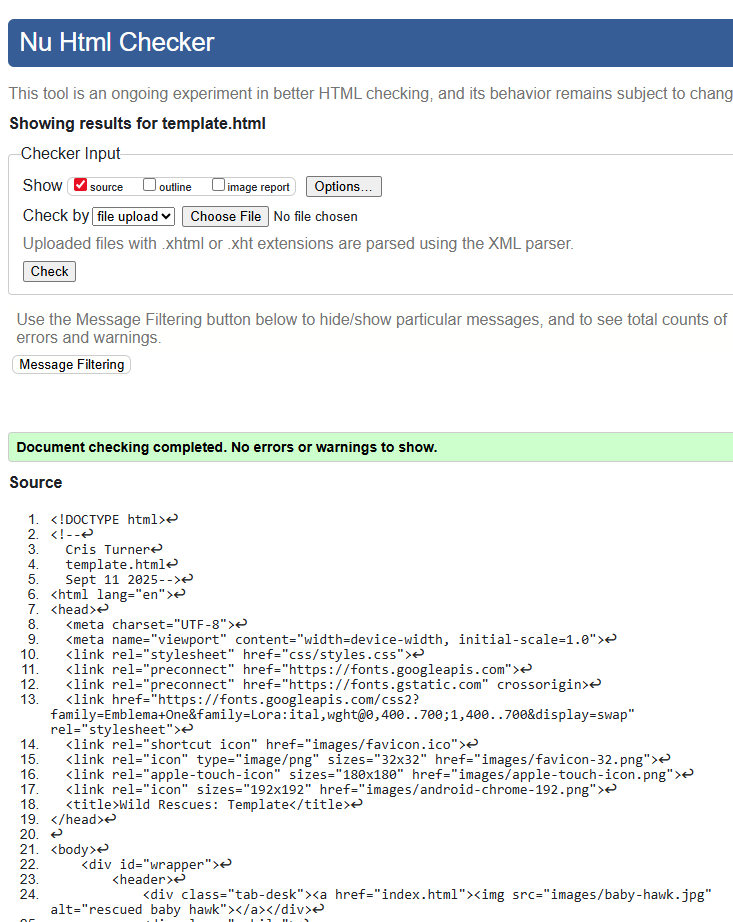 Nu Html Checker
This tool is an ongoing experiment in better HTML checking, and its behavior remains subject to chang
Showing results for template.html
Checker Input
Show source outline image report Options...
Check by file upload Choose File No file chosen
Uploaded files with .xhtml or .xht extensions are parsed using the XML parser.
Check
Use the Message Filtering button below to hide/show particular messages, and to see total counts of
errors and warnings.
Message Filtering
Document checking completed. No errors or warnings to show.
Source
1. <!DOCTYPE html>↩
2. <!--↩
3.   Cris Turner↩
4.   template.html↩
5.   Sept 11 2025-->↩
6. <html lang="en">↩
7. <head>↩
8.   <meta charset="UTF-8">↩
9.   <meta name="viewport" content="width=device-width, initial-scale=1.0">↩
10.   <link rel="stylesheet" href="css/styles.css">↩
11.   <link rel="preconnect" href="https://fonts.googleapis.com">↩
12.   <link rel="preconnect" href="https://fonts.gstatic.com" crossorigin>↩
13.   <link href="https://fonts.googleapis.com/css2?
family=Emblema+One&family=Lora:ital,wght@0,400..700;1,400..700&display=swap"
rel="stylesheet">↩
14.   <link rel="shortcut icon" href="images/favicon.ico">↩
15.   <link rel="icon" type="image/png" sizes="32x32" href="images/favicon-32.png">↩
16.   <link rel="apple-touch-icon" sizes="180x180" href="images/apple-touch-icon.png">↩
17.   <link rel="icon" sizes="192x192" href="images/android-chrome-192.png">↩
18.   <title>Wild Rescues: Template</title>↩
19. </head>↩
20. ↩
21. <body>↩
22.     <div id="wrapper">↩
23.         <header>↩
24.             <div class="tab-desk"><a href="index.html"><img src="images/baby-hawk.jpg"
alt="rescued baby hawk"></a></div>↩